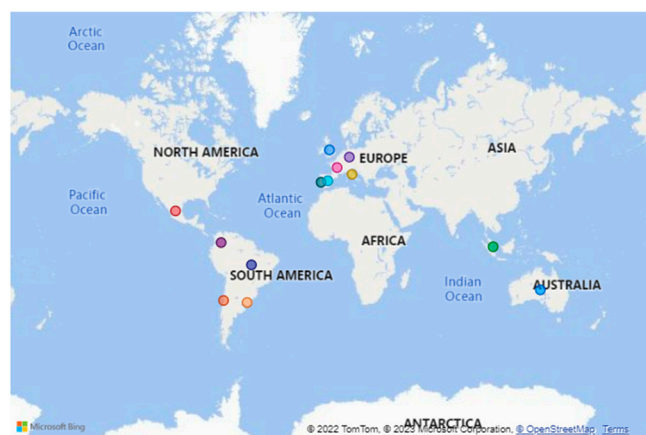 Arctic
Ocean
NORTH AMERICA
EUROPE
ASIA
Pacific
Ocean
Atlantic
Ocean
AFRICA
SOUTH AMERICA
Indian
Ocean
AUSTRALIA
ANTARCTICA
Microsoft Bing
© 2022 TomTom, © 2023 Microsoft Corporation, © OpenStreetMap Terms